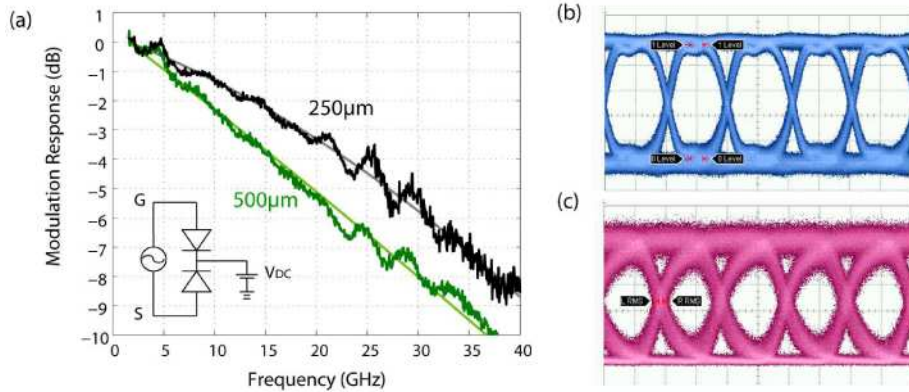 (a)
Modulation Response (dB)
1
0
−1
−2
−3
−4
−5
−6
−7
−8
−9
−10
250μm
500μm
G
S
VDC
0
5
10
15
20
25
30
35
40
Frequency (GHz)
(b)
1 Level
1 Level
0 Level
0 Level
(c)
L RMS
R RMS